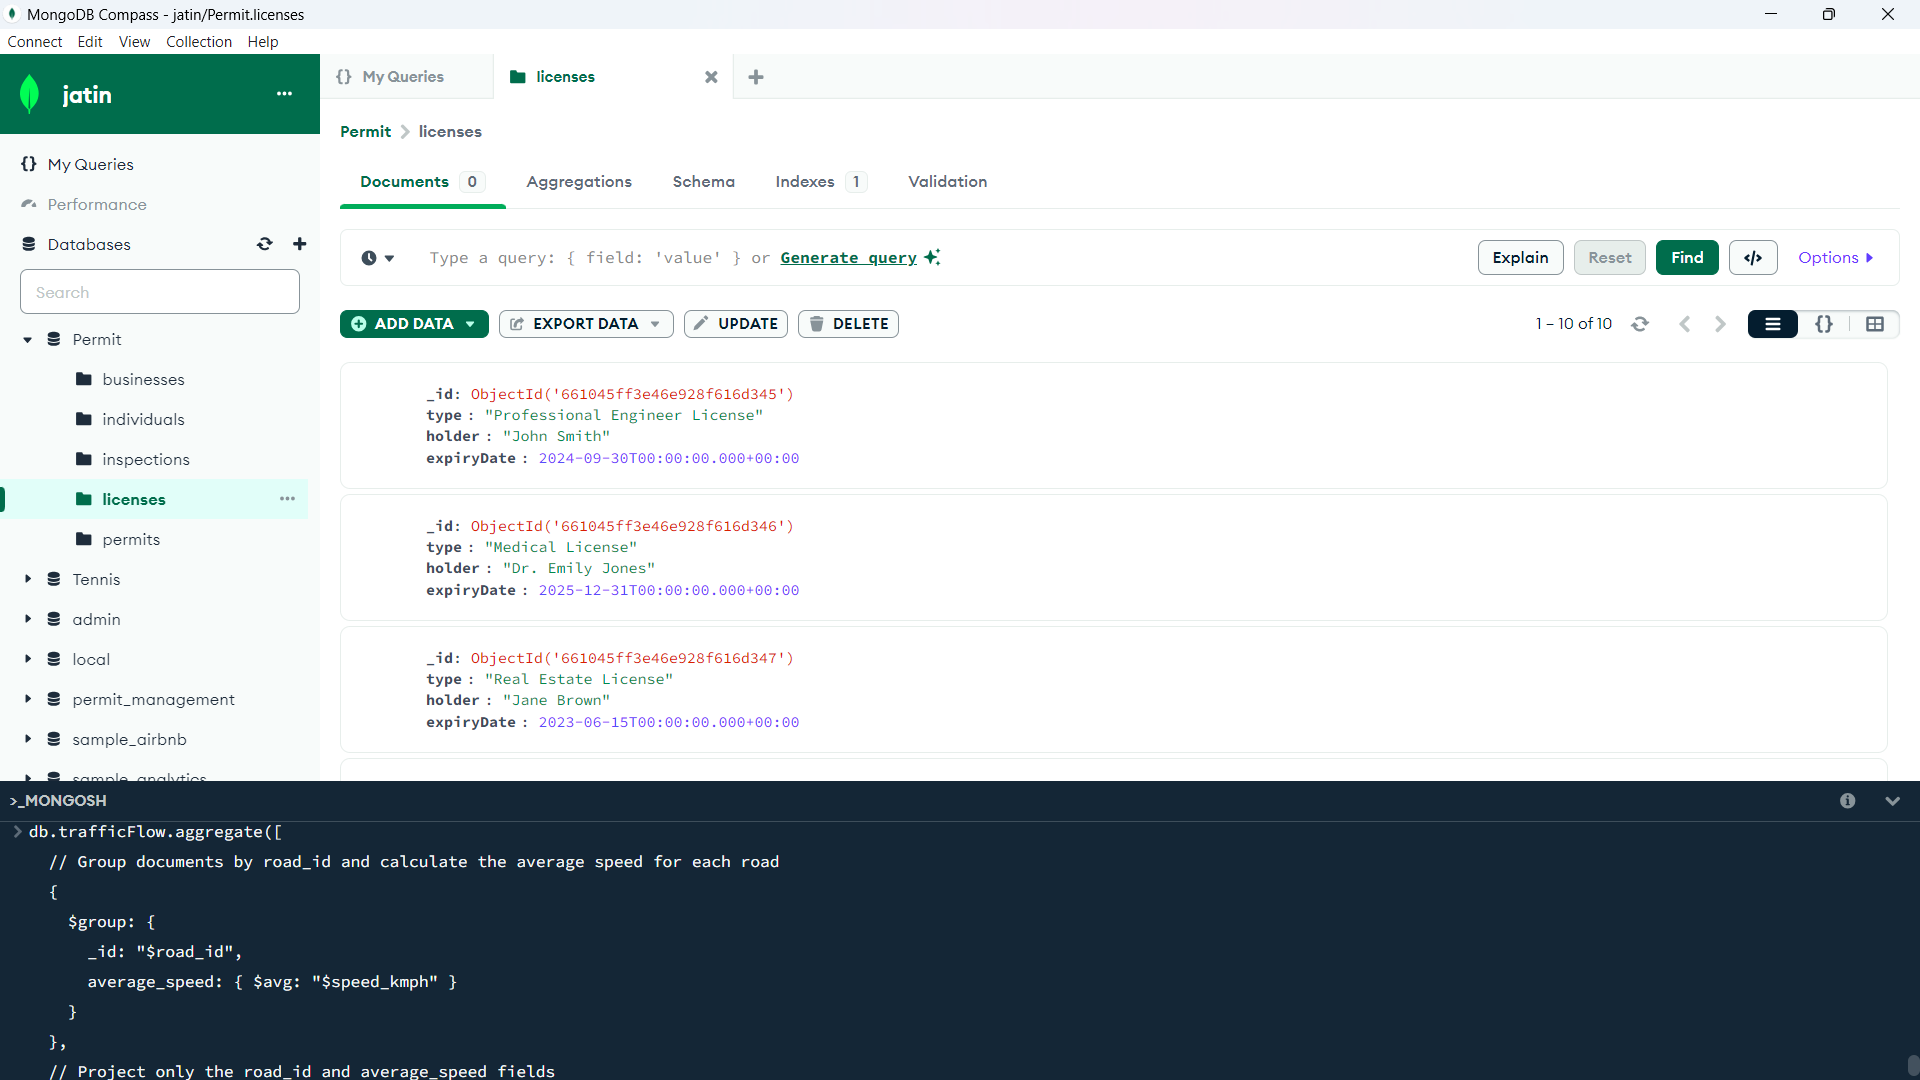 MongoDB Compass - jatin/Permit.licenses
Connect Edit View Collection Help
jatin
My Queries
licenses
Permit > licenses
My Queries
Performance
Databases
Search
Permit
businesses
individuals
inspections
licenses
permits
Tennis
admin
local
permit_management
sample_airbnb
sample_analytics
Documents 0 Aggregations Schema Indexes 1 Validation
Type a query: { field: 'value' } or Generate query
Explain Reset Find </> Options
ADD DATA EXPORT DATA UPDATE DELETE
1 – 10 of 10 {}
_id: ObjectId('661045ff3e46e928f616d345')
type : "Professional Engineer License"
holder : "John Smith"
expiryDate : 2024-09-30T00:00:00.000+00:00
_id: ObjectId('661045ff3e46e928f616d346')
type : "Medical License"
holder : "Dr. Emily Jones"
expiryDate : 2025-12-31T00:00:00.000+00:00
_id: ObjectId('661045ff3e46e928f616d347')
type : "Real Estate License"
holder : "Jane Brown"
expiryDate : 2023-06-15T00:00:00.000+00:00
>_MONGOSH
> db.trafficFlow.aggregate([
// Group documents by road_id and calculate the average speed for each road
{
$group: {
_id: "$road_id",
average_speed: { $avg: "$speed_kmph" }
}
},
// Project only the road_id and average_speed fields